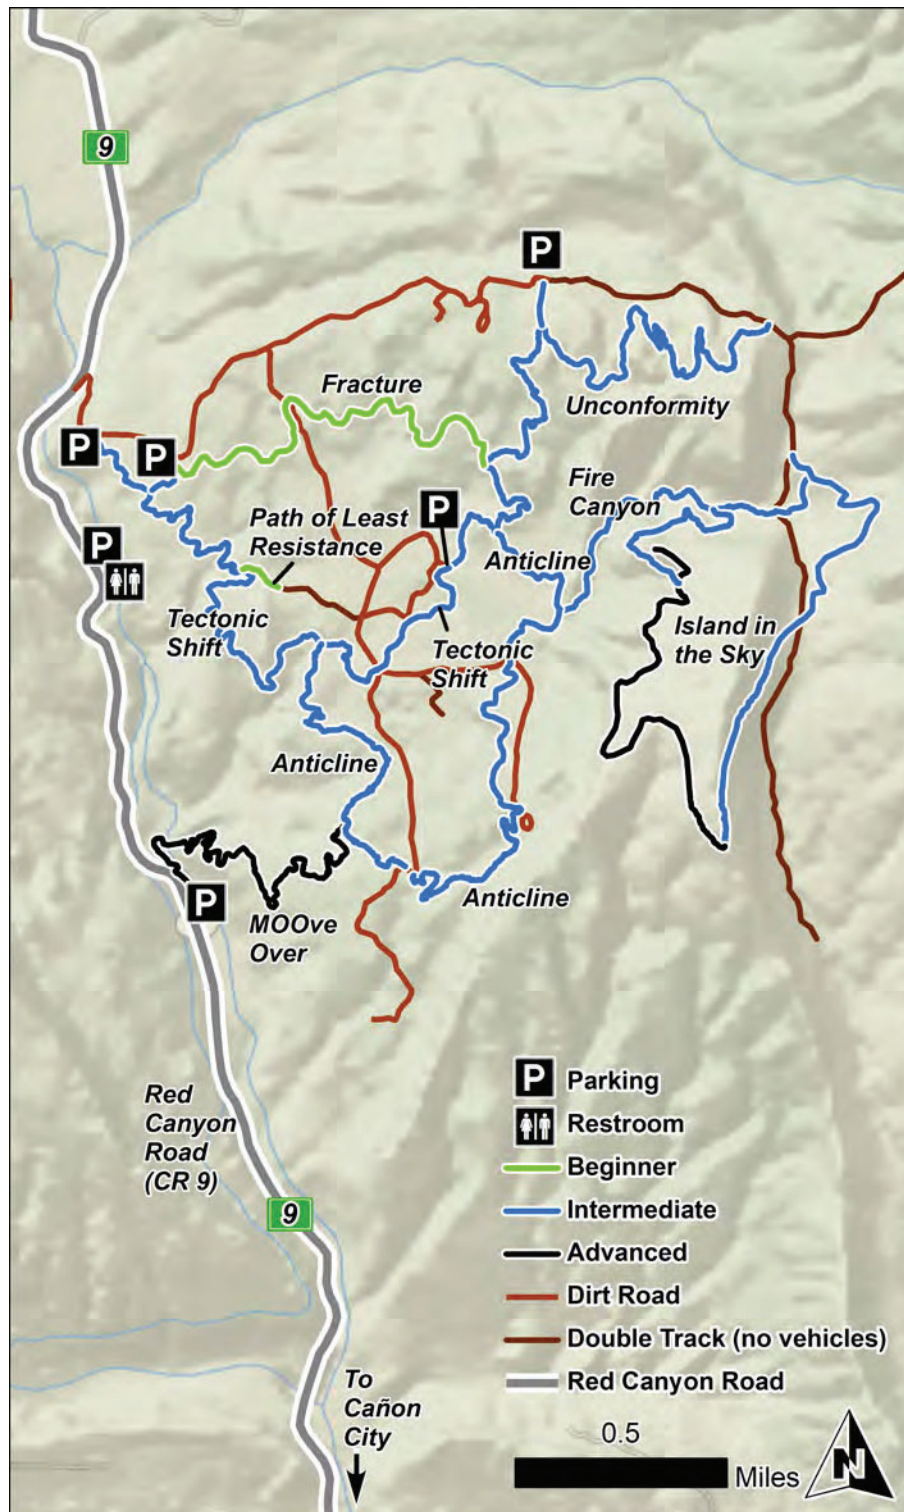 9
P
Fracture
Unconformity
P
P
Fire
Canyon
P
Path of Least
Resistance
P
Anticline
Tectonic
Shift
Tectonic
Shift
Island in
the Sky
Anticline
P
MOOve
Over
Anticline
Red
Canyon
Road
(CR 9)
9
P Parking
Restroom
Beginner
Intermediate
Advanced
Dirt Road
Double Track (no vehicles)
Red Canyon Road
To
Cañon
City
0.5
Miles
N